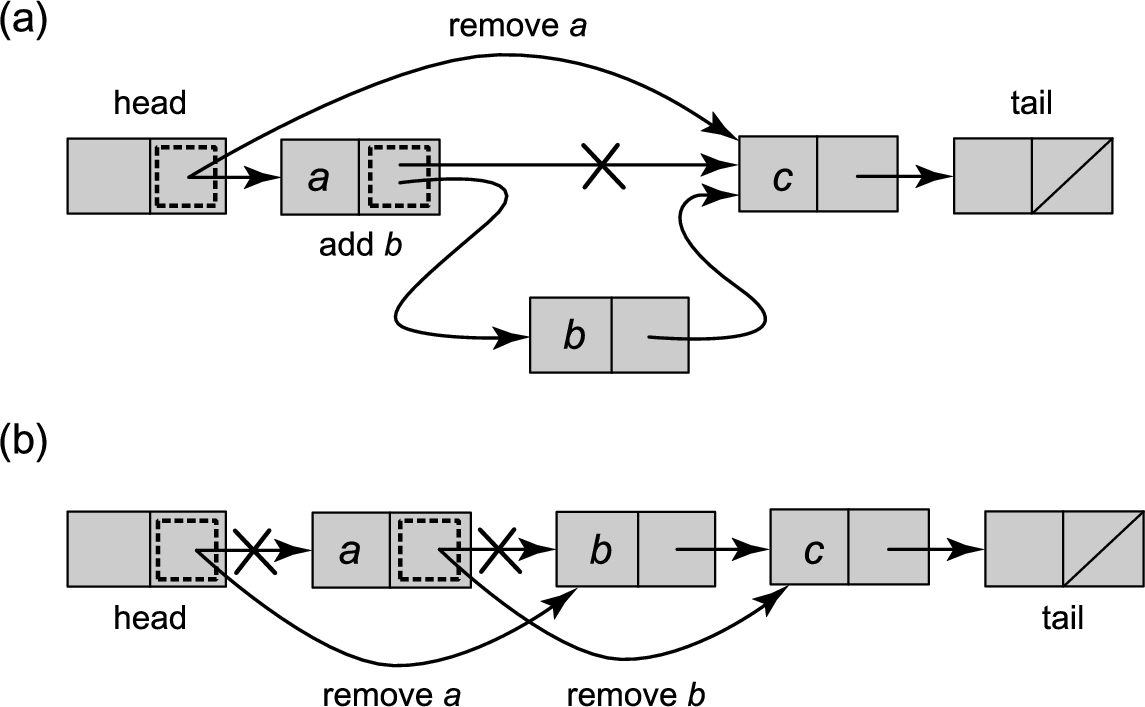 (a)
remove a
head
tail
a
c
add b
b
(b)
a
b
c
head
tail
remove a
remove b